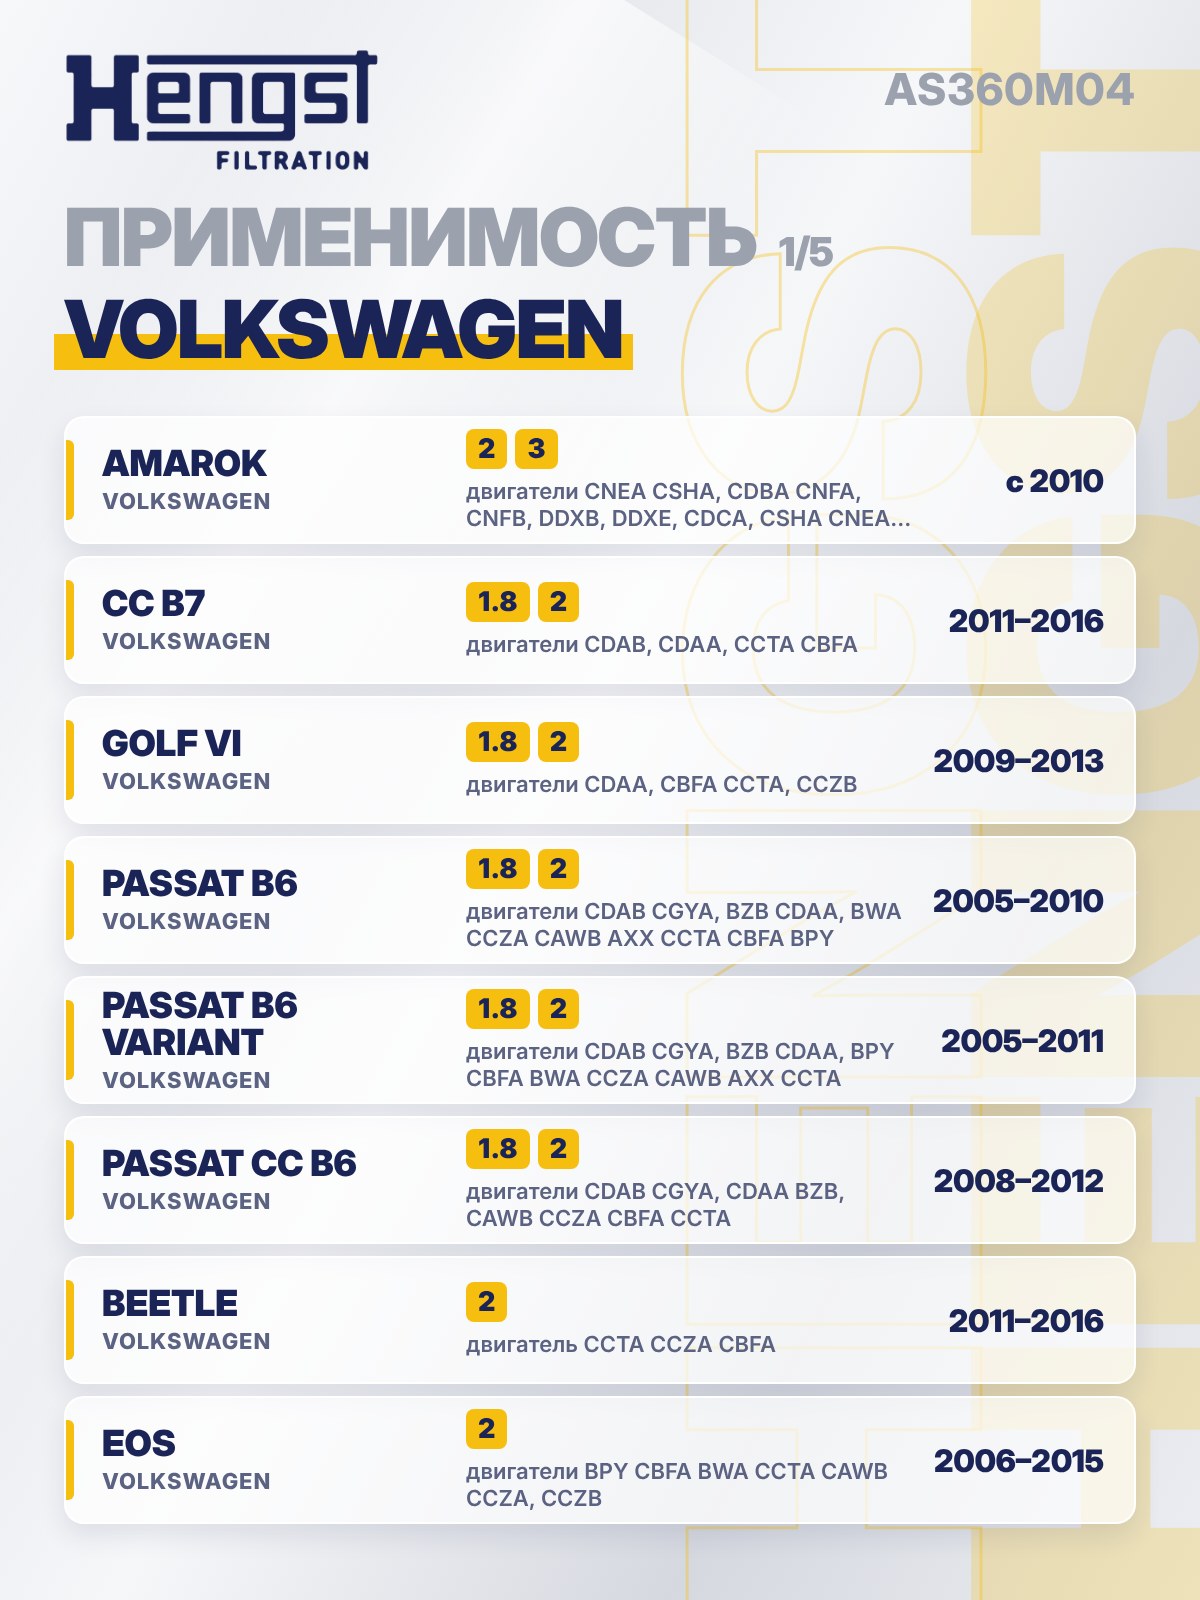 Hengst
FILTRATION
AS360M04
ПРИМЕНИМОСТЬ 1/5
VOLKSWAGEN
AMAROK
VOLKSWAGEN
2 3
двигатели CNEA CSHA, CDBA CNFA,
CNFB, DDXB, DDXE, CDCA, CSHA CNEA...
с 2010
CC B7
VOLKSWAGEN
1.8 2
двигатели CDAB, CDAA, CCTA CBFA
2011–2016
GOLF VI
VOLKSWAGEN
1.8 2
двигатели CDAA, CBFA CCTA, CCZB
2009–2013
PASSAT B6
VOLKSWAGEN
1.8 2
двигатели CDAB CGYA, BZB CDAA, BWA
CCZA CAWB AXX CCTA CBFA BPY
2005–2010
PASSAT B6
VARIANT
VOLKSWAGEN
1.8 2
двигатели CDAB CGYA, BZB CDAA, BPY
CBFA BWA CCZA CAWB AXX CCTA
2005–2011
PASSAT CC B6
VOLKSWAGEN
1.8 2
двигатели CDAB CGYA, CDAA BZB,
CAWB CCZA CBFA CCTA
2008–2012
BEETLE
VOLKSWAGEN
2
двигатель CCTA CCZA CBFA
2011–2016
EOS
VOLKSWAGEN
2
двигатели BPY CBFA BWA CCTA CAWB
CCZA, CCZB
2006–2015
HENGST
HENGST